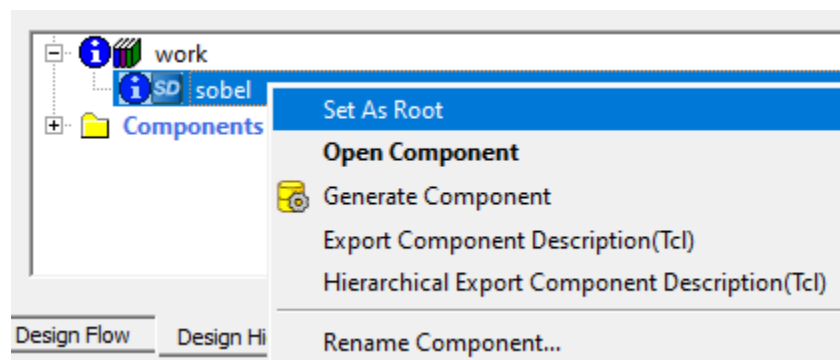 work
SD sobel
Set As Root
Components
Open Component
Generate Component
Export Component Description(Tcl)
Hierarchical Export Component Description(Tcl)
Design Flow Design Hi
Rename Component...